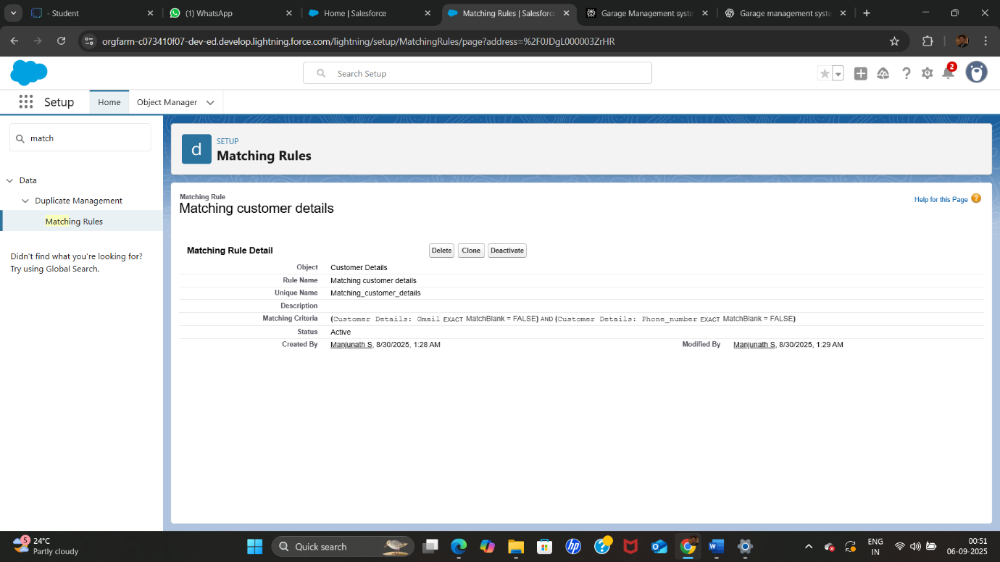 - Student
(1) WhatsApp
Home | Salesforce
Matching Rules | Salesforc
Garage Management syste
Garage management syste
orgfarm-c073410f07-dev-ed.develop.lightning.force.com/lightning/setup/MatchingRules/page?address=%2F0JDgL000003ZrHR
Search Setup
2
Setup
Home
Object Manager
match
Data
Duplicate Management
Matching Rules
Didn't find what you're looking for?
Try using Global Search.
d
SETUP
Matching Rules
Matching Rule
Matching customer details
Help for this Page
Matching Rule Detail
Delete
Clone
Deactivate
Object Customer Details
Rule Name Matching customer details
Unique Name Matching_customer_details
Description
Matching Criteria (Customer Details: Gmail EXACT MatchBlank = FALSE) AND (Customer Details: Phone_number EXACT MatchBlank = FALSE)
Status Active
Created By Manjunath S, 8/30/2025, 1:28 AM Modified By Manjunath S, 8/30/2025, 1:29 AM
5
24°C
Partly cloudy
Quick search
ENG
IN
00:51
06-09-2025